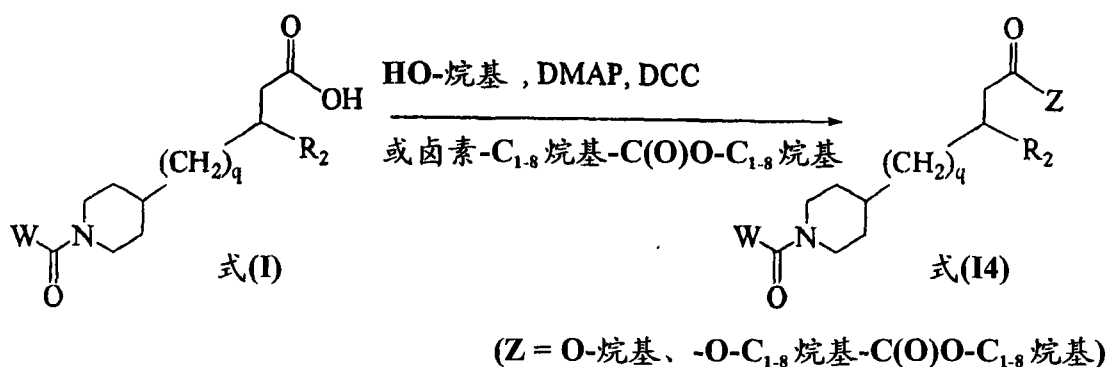 O
OH
R₂
(CH₂)q
W
N
O
式(I)
HO-烷基 , DMAP, DCC
或卤素-C₁₋₈烷基-C(O)O-C₁₋₈烷基
O
Z
R₂
(CH₂)q
W
N
O
式(I4)
(Z = O-烷基、-O-C₁₋₈烷基-C(O)O-C₁₋₈烷基)